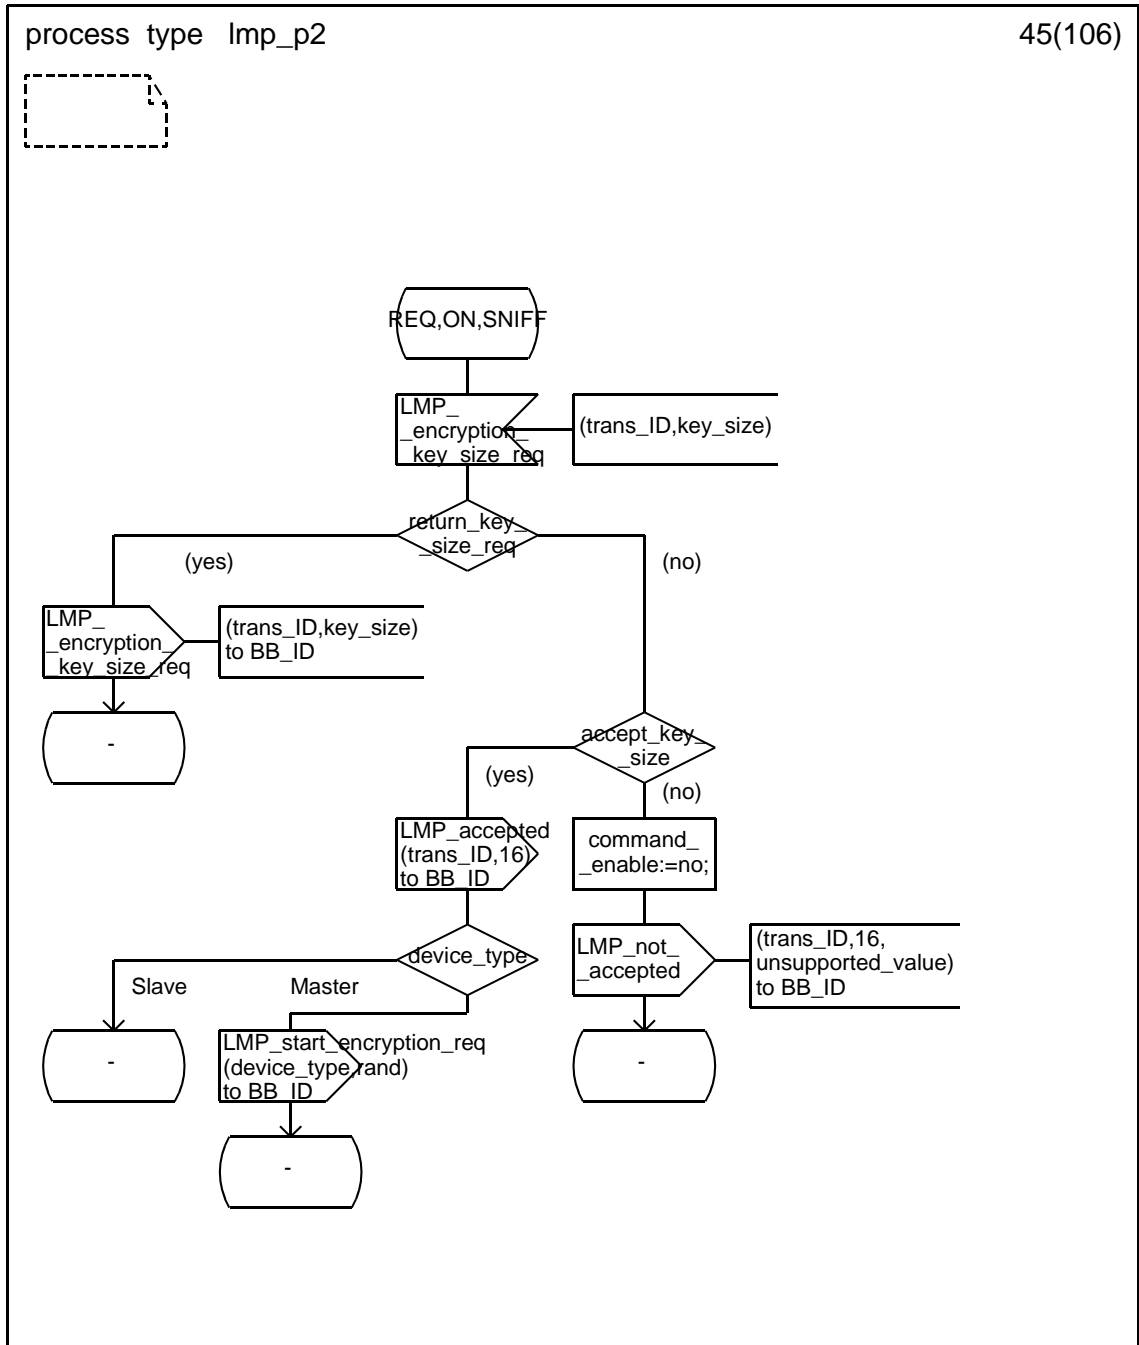 process type lmp_p2
45(106)
REQ,ON,SNIFF
LMP_
_encryption_
_key_size_req
(trans_ID,key_size)
return_key_
_size_req
(yes)
(no)
LMP_
_encryption_
_key_size_req
(trans_ID,key_size)
to BB_ID
-
accept_key_
_size
(yes)
(no)
LMP_accepted
(trans_ID,16)
to BB_ID
command_
_enable:=no;
device_type
LMP_not_
_accepted
(trans_ID,16,
unsupported_value)
to BB_ID
Slave
Master
-
LMP_start_encryption_req
(device_type,rand)
to BB_ID
-
-